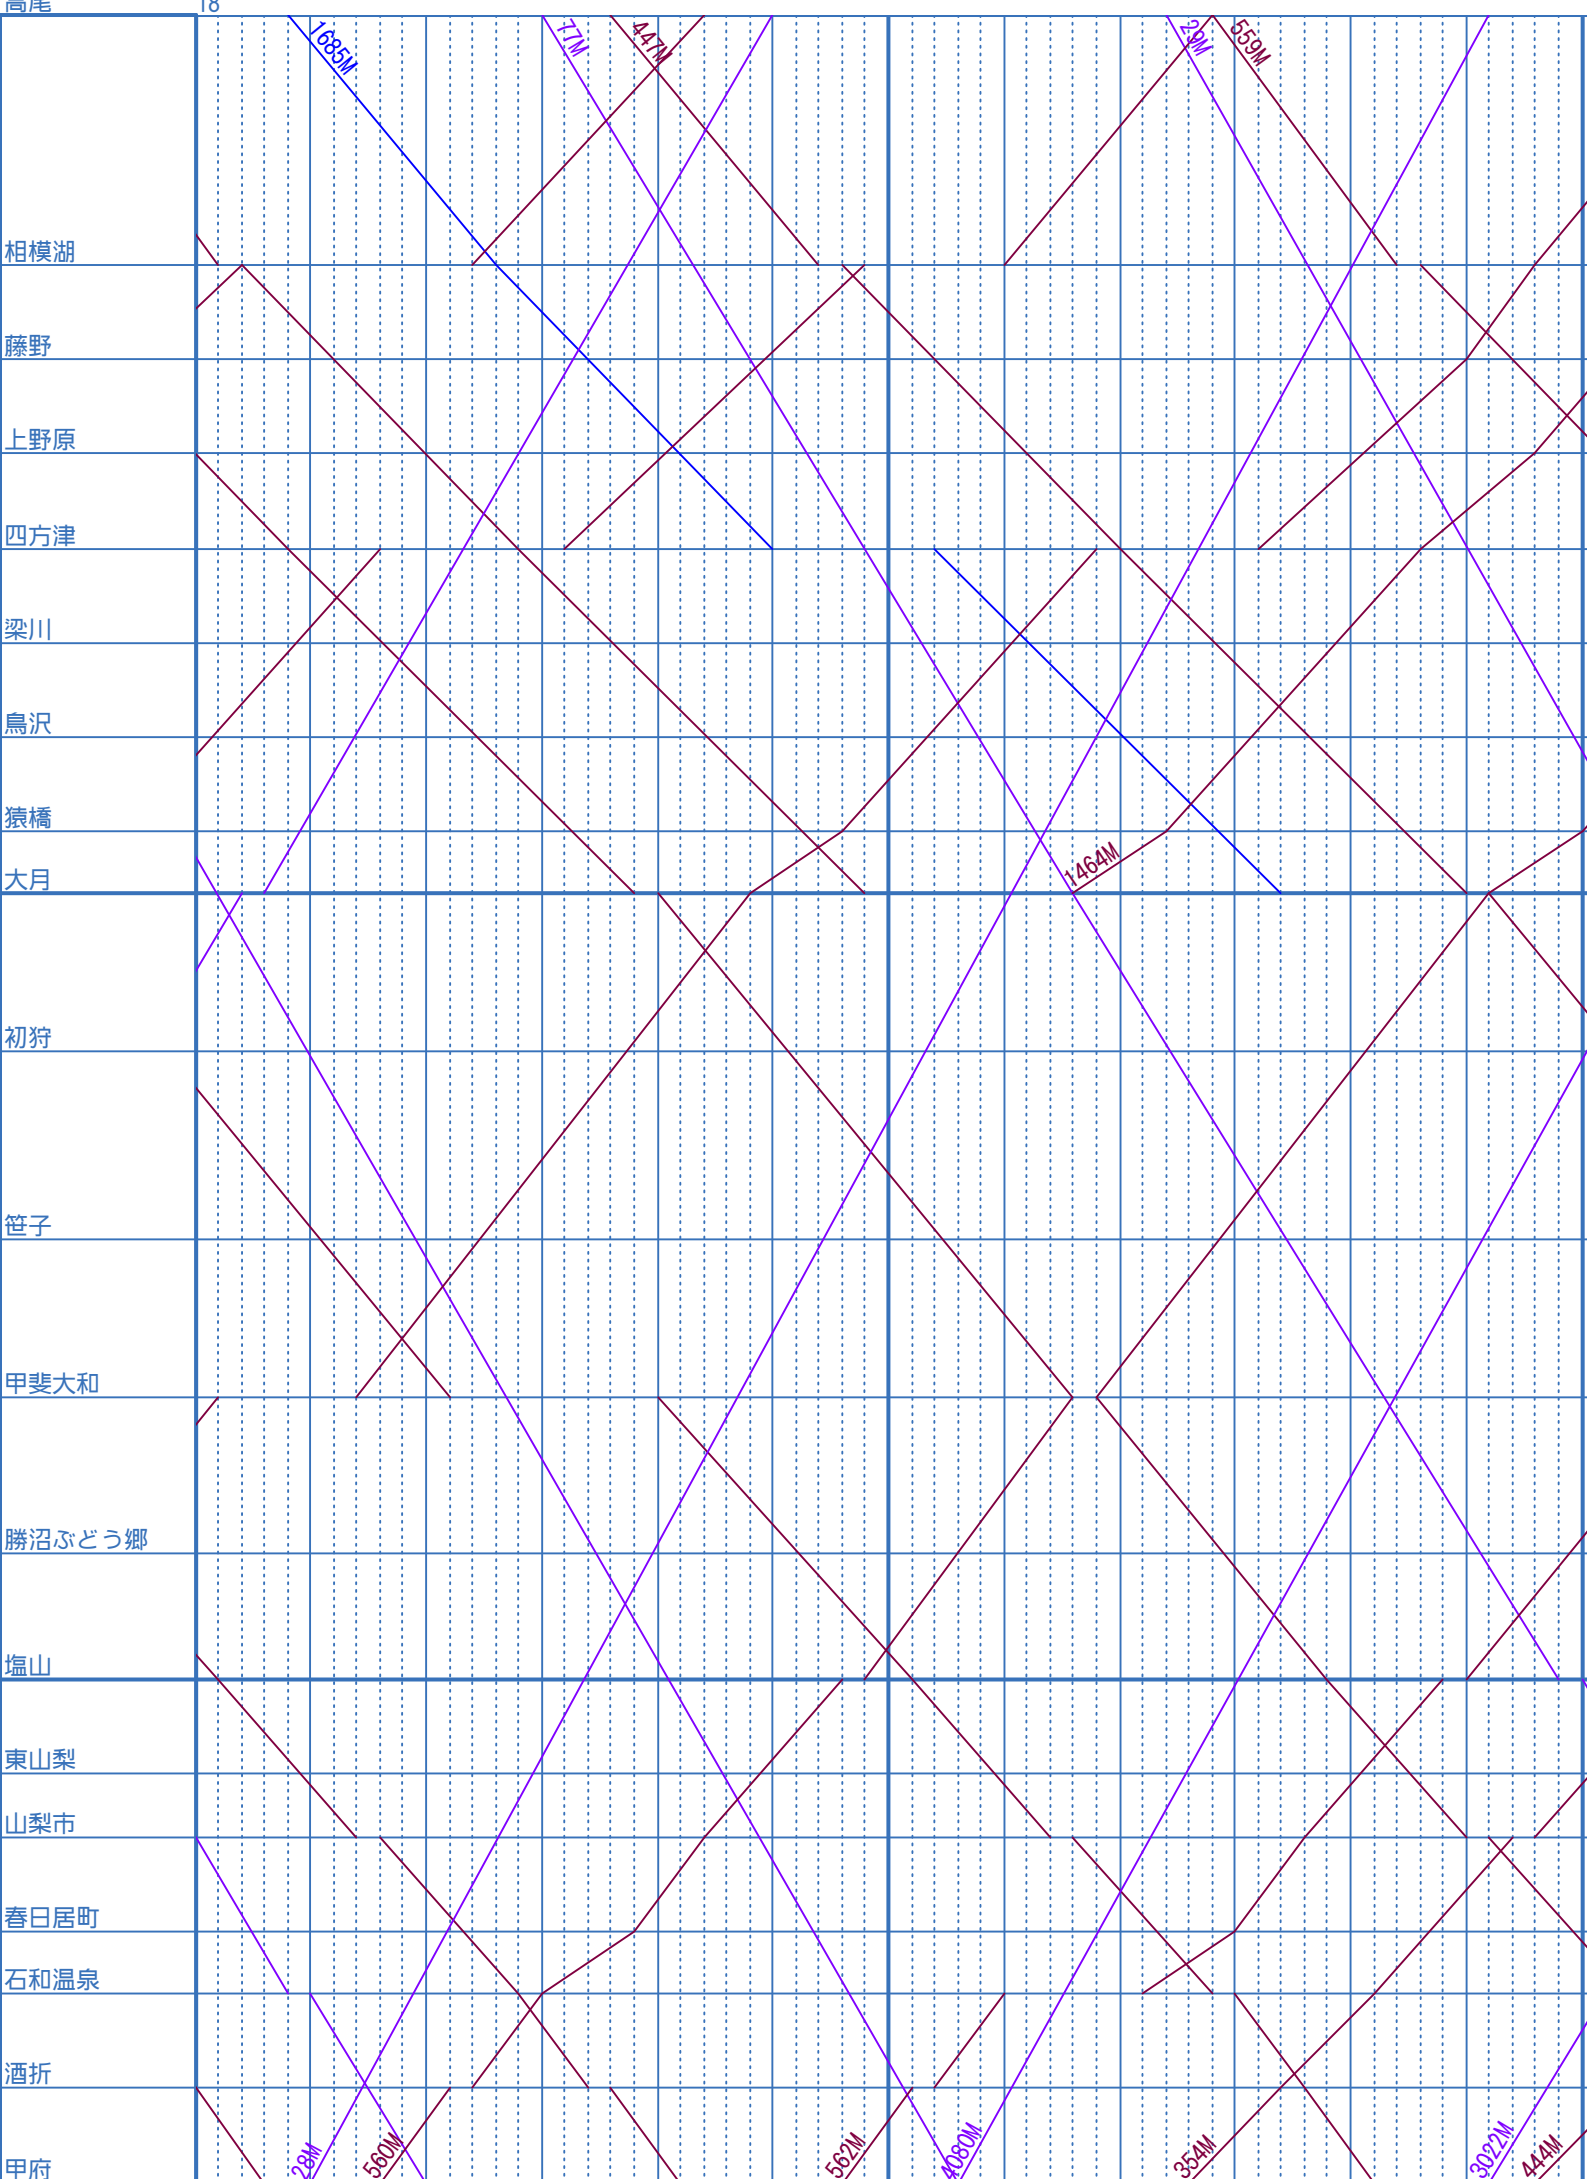 高尾
18
1685M
77M
447M
29M
559M
相模湖
藤野
上野原
四方津
梁川
鳥沢
猿橋
大月
1464M
初狩
笹子
甲斐大和
勝沼ぶどう郷
塩山
東山梨
山梨市
春日居町
石和温泉
酒折
甲府
28M
560M
562M
4080M
354M
3022M
444M